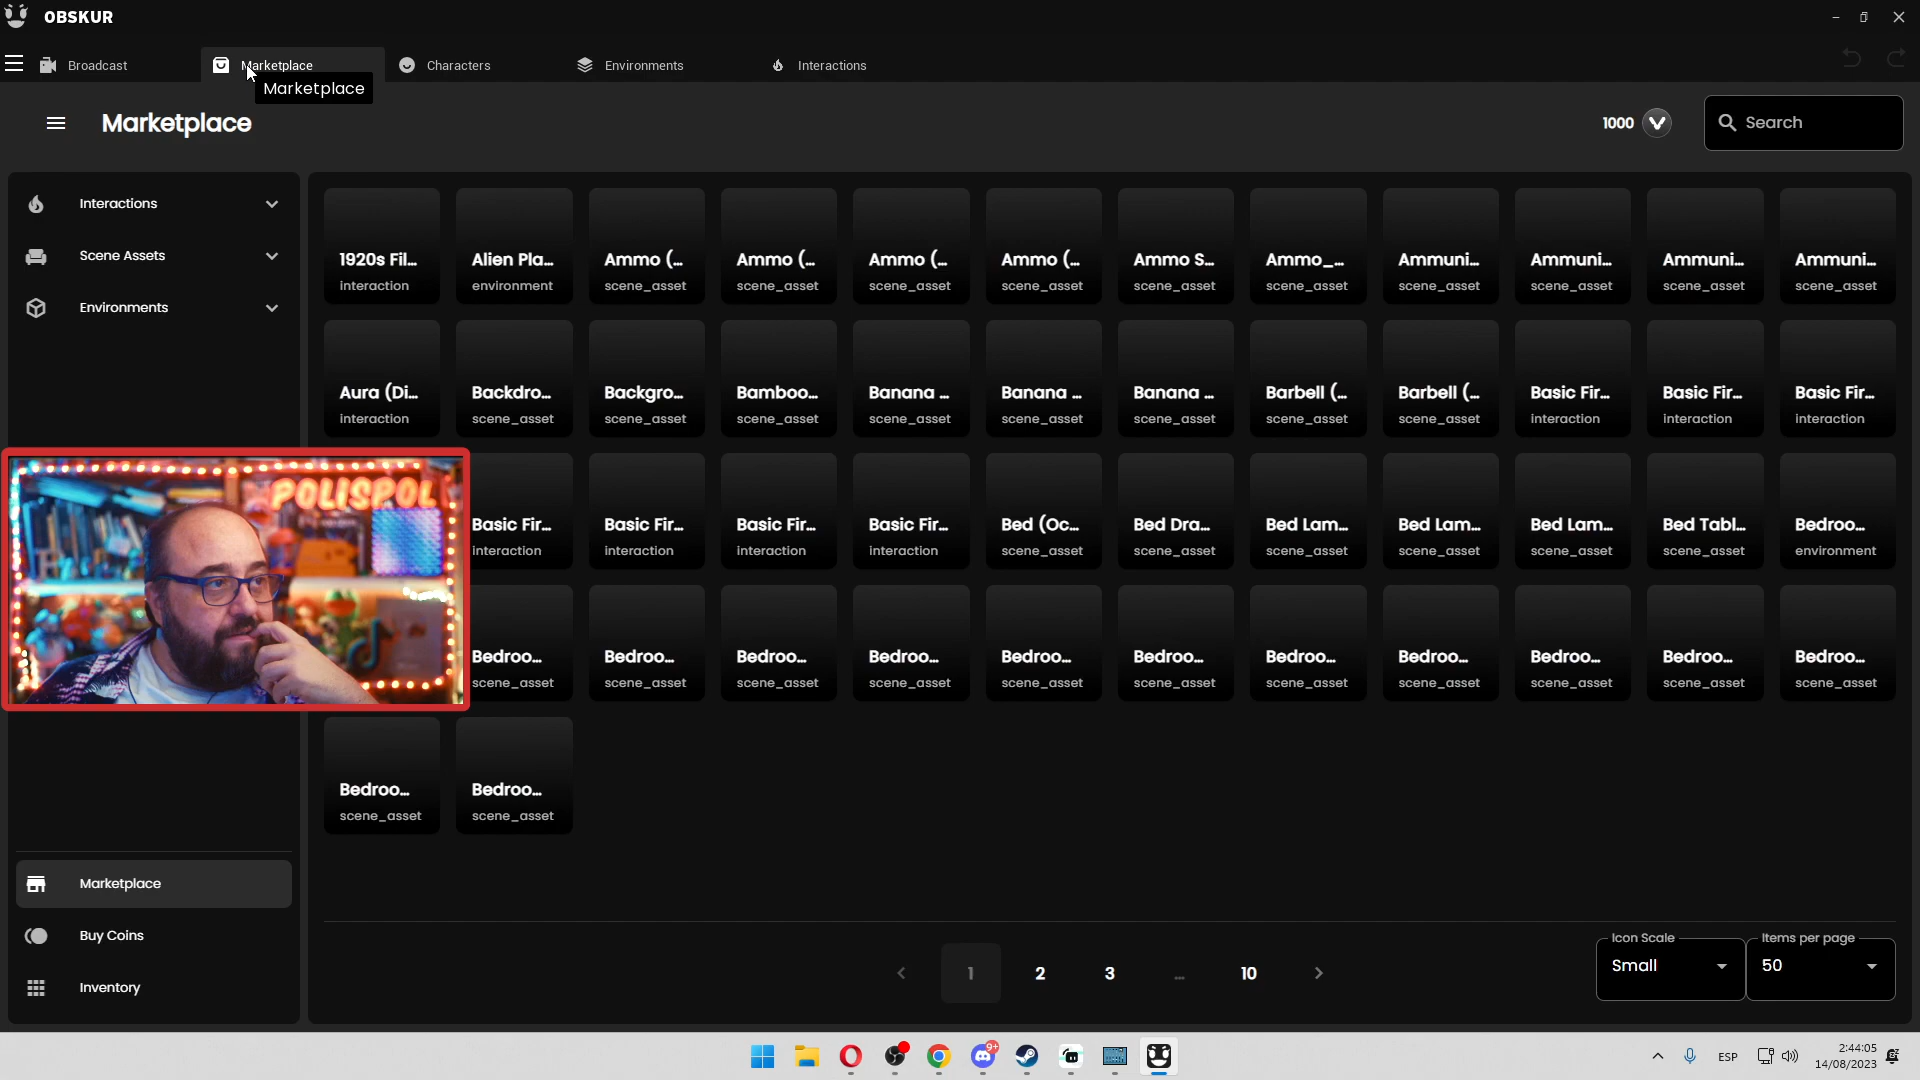 OBSKUR
Broadcast
Marketplace
Characters
Environments
Interactions
Marketplace
Marketplace
1000
Search
Interactions
Scene Assets
Environments
1920s Fil...
interaction
Alien Pla...
environment
Ammo (...
scene_asset
Ammo (...
scene_asset
Ammo (...
scene_asset
Ammo (...
scene_asset
Ammo S...
scene_asset
Ammo_...
scene_asset
Ammuni...
scene_asset
Ammuni...
scene_asset
Ammuni...
scene_asset
Ammuni...
scene_asset
Aura (Di...
interaction
Backdro...
scene_asset
Backgro...
scene_asset
Bamboo...
scene_asset
Banana ...
scene_asset
Banana ...
scene_asset
Banana ...
scene_asset
Barbell (...
scene_asset
Barbell (...
scene_asset
Basic Fir...
interaction
Basic Fir...
interaction
Basic Fir...
interaction
POLISPOL
Basic Fir...
interaction
Basic Fir...
interaction
Basic Fir...
interaction
Basic Fir...
interaction
Bed (Oc...
scene_asset
Bed Dra...
scene_asset
Bed Lam...
scene_asset
Bed Lam...
scene_asset
Bed Lam...
scene_asset
Bed Tabl...
scene_asset
Bedroo...
environment
Bedroo...
scene_asset
Bedroo...
scene_asset
Bedroo...
scene_asset
Bedroo...
scene_asset
Bedroo...
scene_asset
Bedroo...
scene_asset
Bedroo...
scene_asset
Bedroo...
scene_asset
Bedroo...
scene_asset
Bedroo...
scene_asset
Bedroo...
scene_asset
Bedroo...
scene_asset
Bedroo...
scene_asset
Marketplace
Buy Coins
Inventory
1
2
3
...
10
Icon Scale
Small
Items per page
50
9+
ESP
2:44:05
14/08/2023